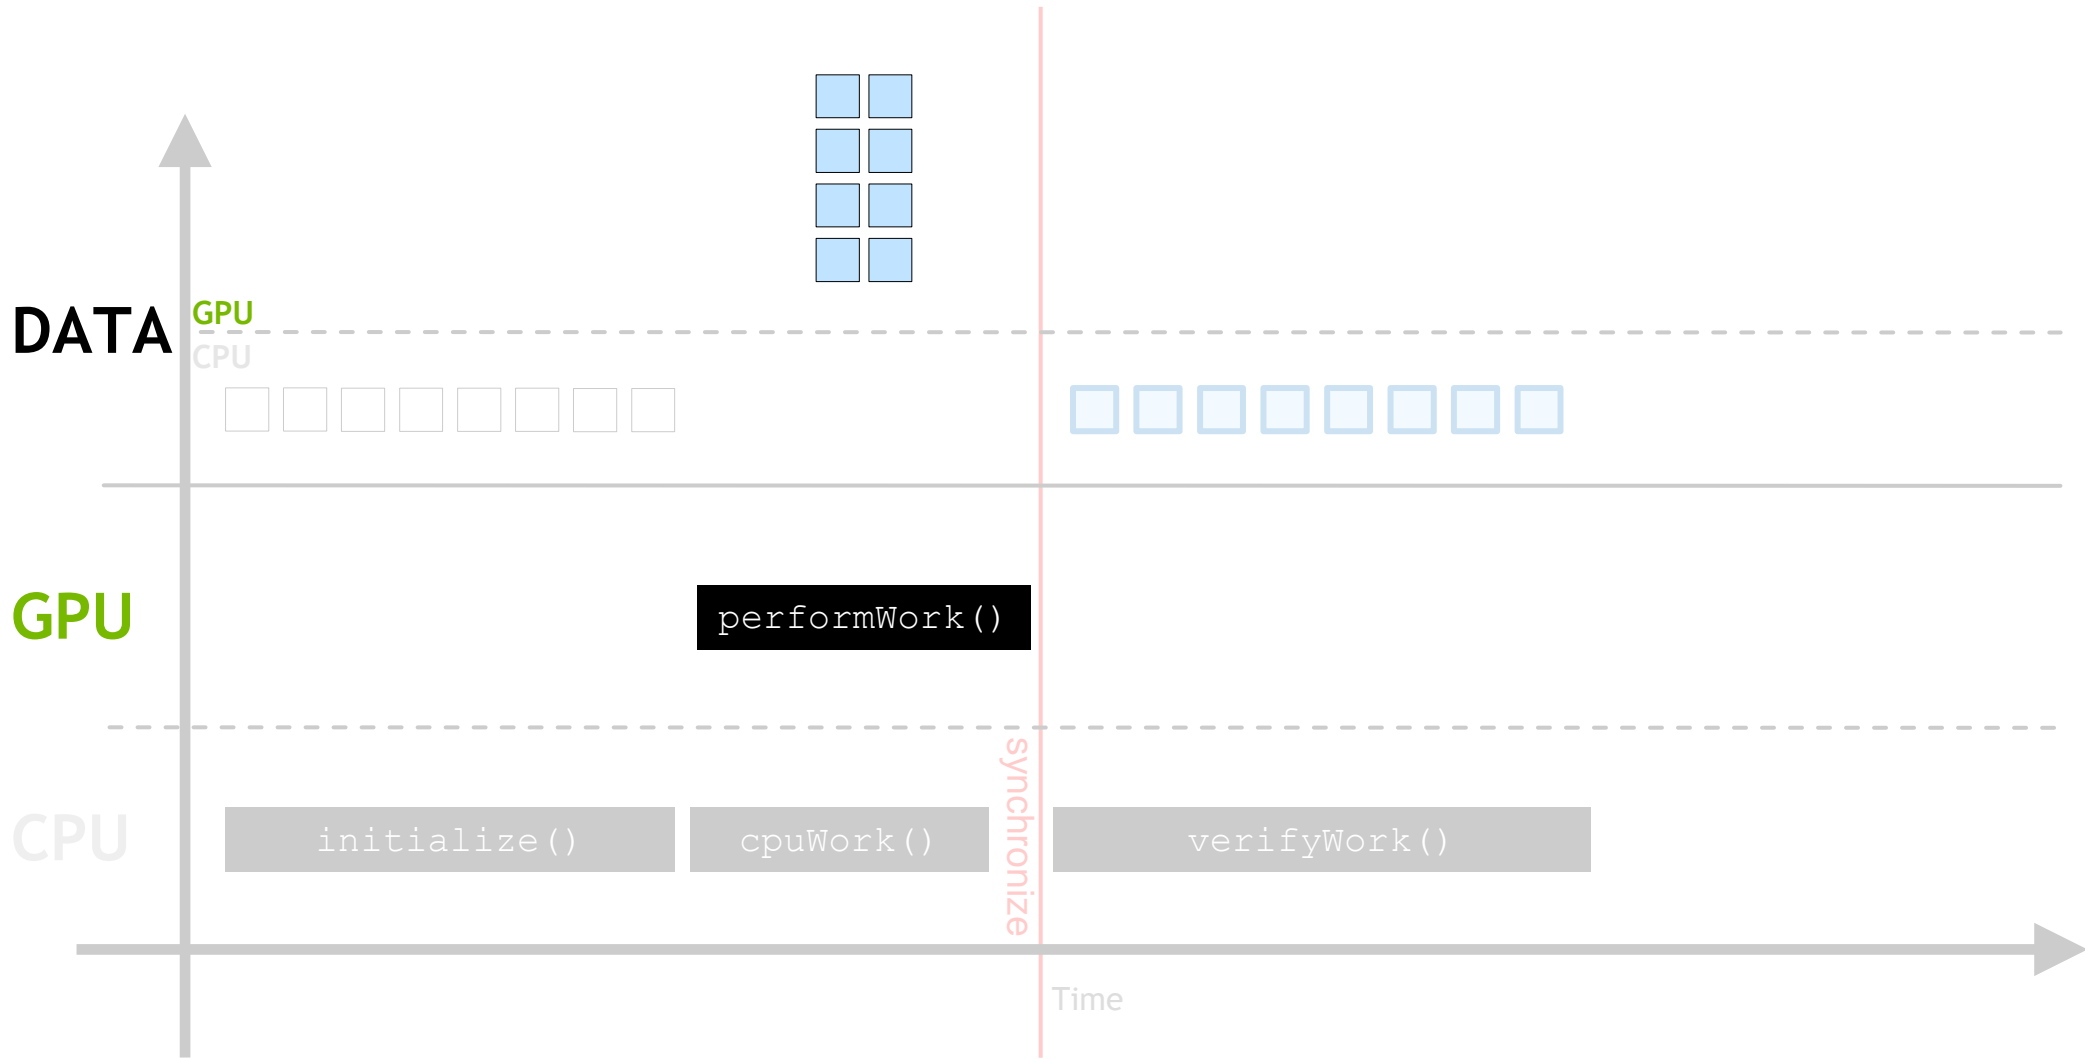 DATA
GPU
CPU
GPU
performWork()
CPU
initialize()
cpuWork()
synchronize
verifyWork()
Time